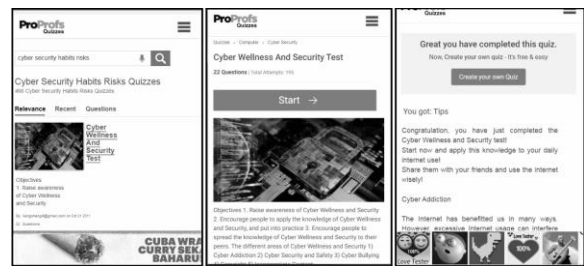 ProProfs
Quizzes
cyber security habits risks
Cyber Security Habits Risks Quizzes
Cyber Security Habits Risks Quizzes
Relevance Recent Questions
Cyber
Wellness
And
Security
Test
Objectives
1. Raise awareness
of Cyber Wellness
and Security
CUBA WRA
CURRY SEKA
BAHARU
ProProfs
Quizzes
Quizzes Computer Cyber Security
Cyber Wellness And Security Test
22 Questions | Total Attempts: 195
Start →
Objectives 1. Raise awareness of Cyber Wellness and Security
2. Encourage people to apply the knowledge of Cyber Wellness
and Security, and put into practice 3. Encourage people to
spread the knowledge of Cyber Wellness and Security to their
peers. The different areas of Cyber Wellness and Security 1)
Cyber Addiction 2) Cyber Security and Safety 3) Cyber Bullying
Quizzes
Great you have completed this quiz.
Now, Create your own quiz - It's free & easy
Create your own Quiz
You got: Tips
Congratulation, you have just completed the
Cyber Wellness and Security test!
Start now and apply this knowledge to your daily
internet use!
Share them with your friends and use the internet
wisely!
Cyber Addiction
The Internet has benefitted us in many ways.
However, excessive Internet usage can interfere
Love Tester
100%